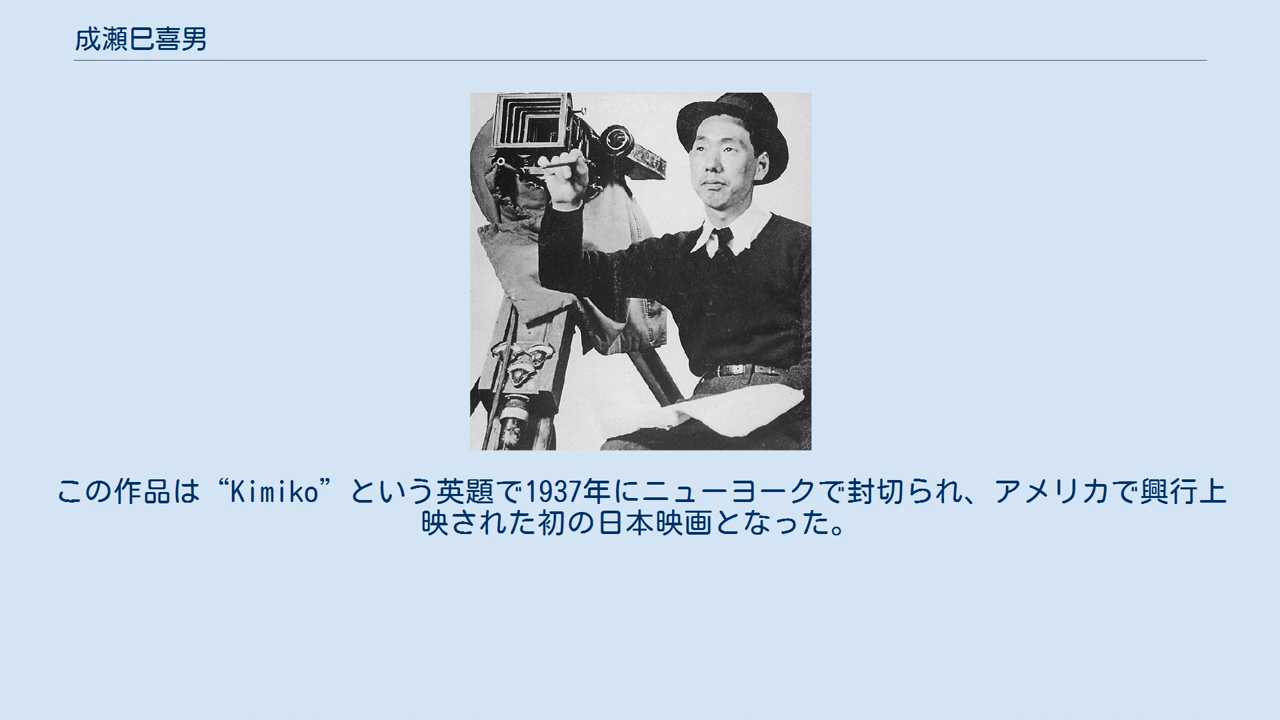 成瀬巳喜男
この作品は“Kimiko”という英題で1937年にニューヨークで封切られ、アメリカで興行上
映された初の日本映画となった。